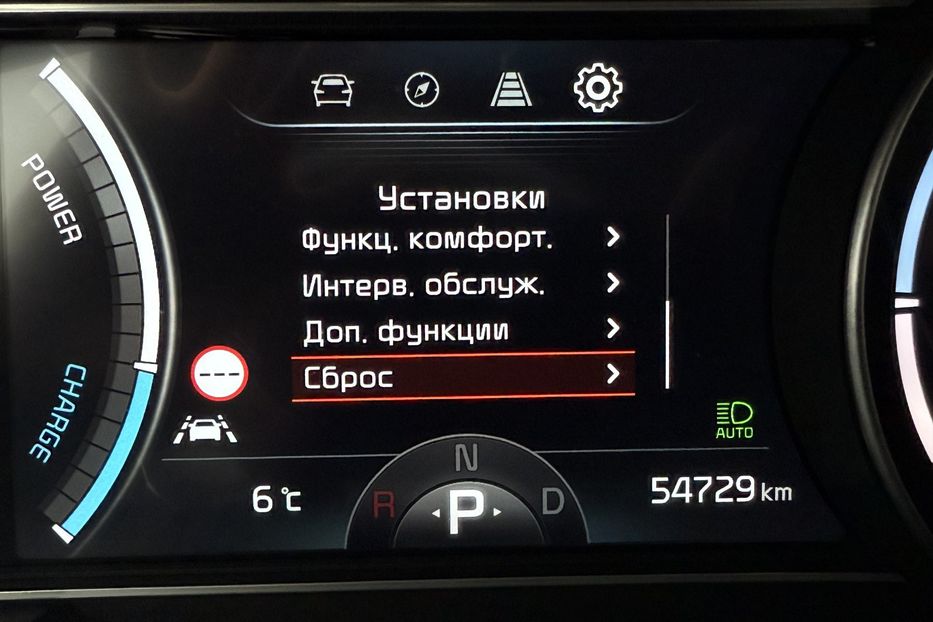 POWER
CHARGE
Установки
Функц. комфорт.
Интерв. обслуж.
Доп. функции
Сброс
---
AUTO
6 °C
N
R
P
D
54729 km